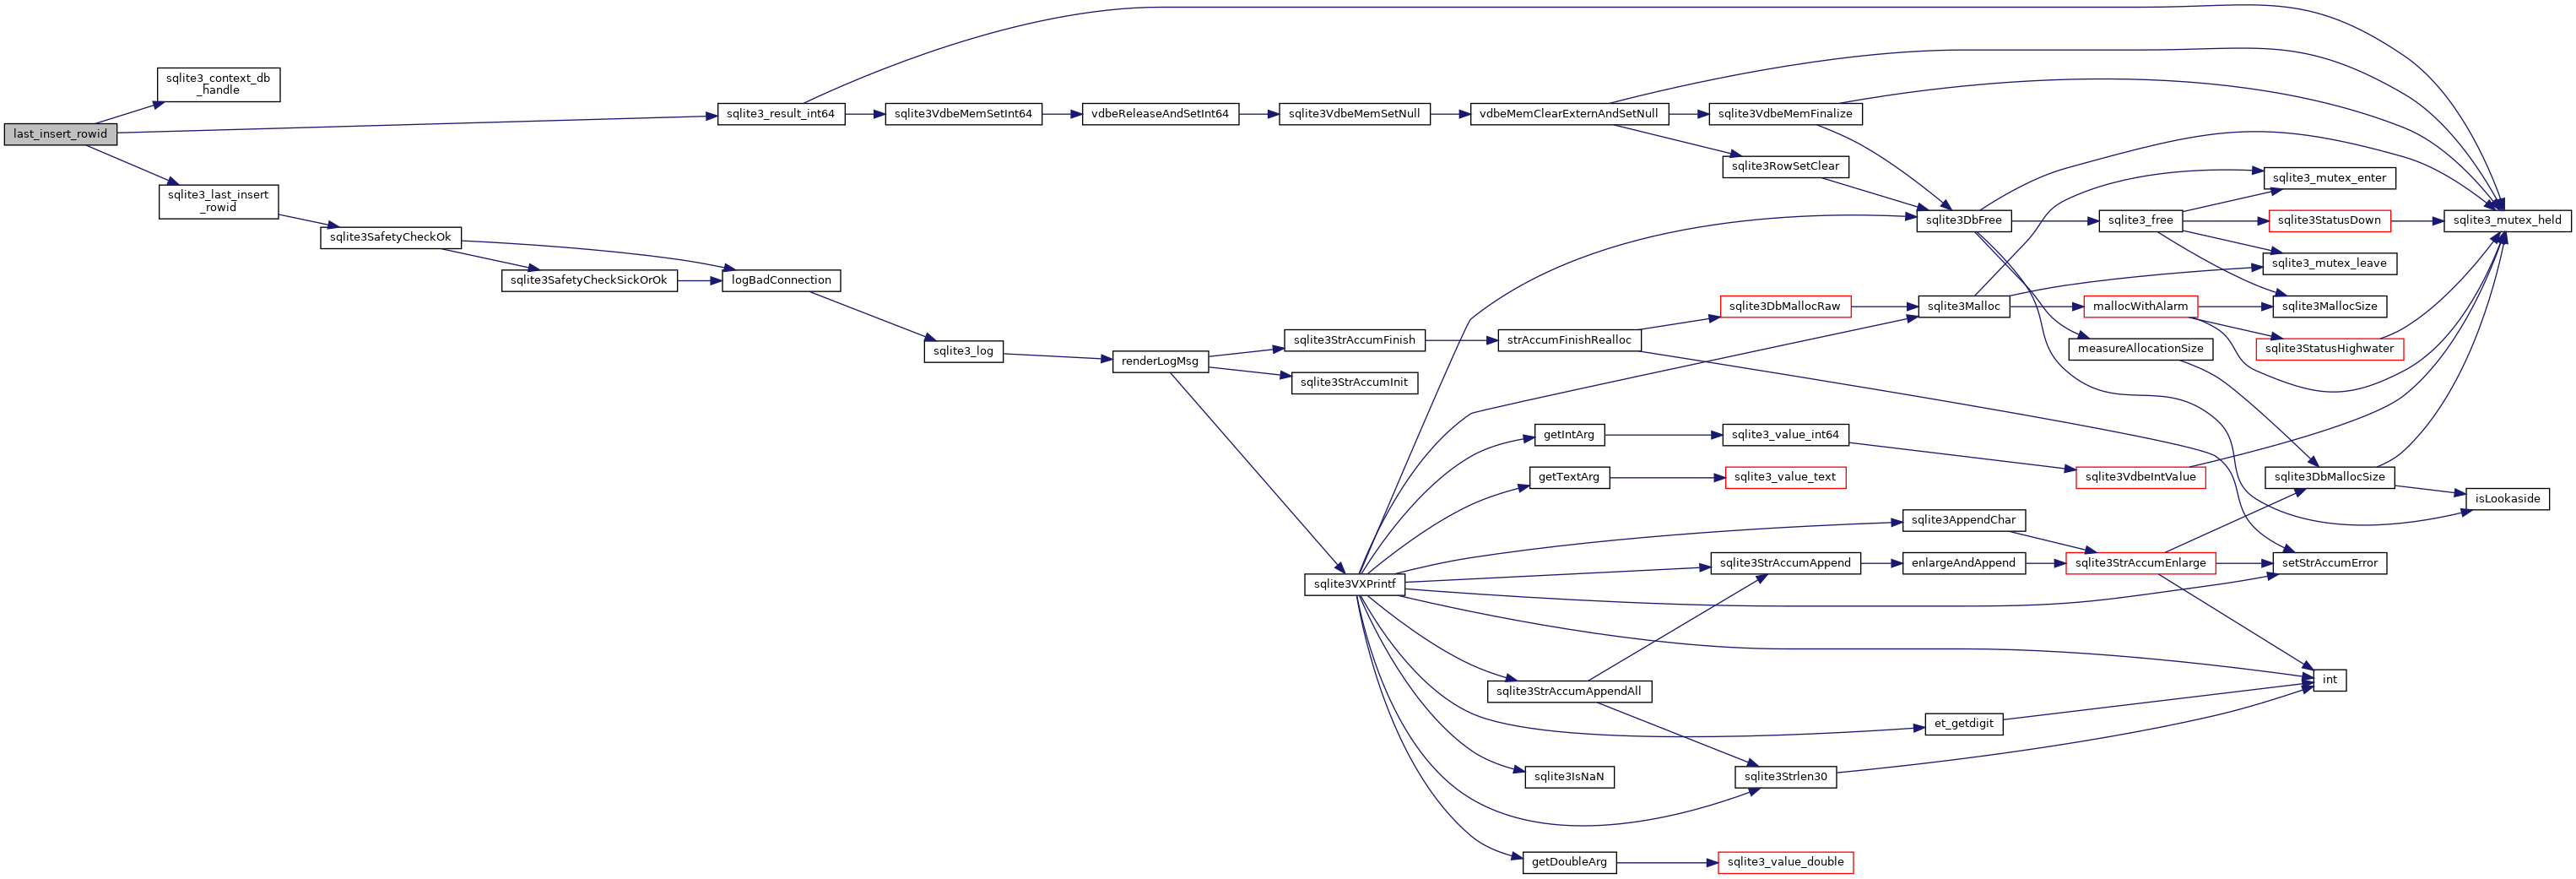 last_insert_rowid
sqlite3_context_db
_handle
sqlite3_last_insert
_rowid
sqlite3SafetyCheckOk
sqlite3SafetyCheckSickOrOk
sqlite3_result_int64
logBadConnection
sqlite3VdbeMemSetInt64
sqlite3_log
vdbeReleaseAndSetInt64
renderLogMsg
sqlite3VdbeMemSetNull
sqlite3StrAccumFinish
sqlite3StrAccumInit
sqlite3VXPrintf
vdbeMemClearExternAndSetNull
strAccumFinishRealloc
getIntArg
getTextArg
sqlite3StrAccumAppendAll
sqlite3IsNaN
getDoubleArg
sqlite3VdbeMemFinalize
sqlite3RowSetClear
sqlite3DbMallocRaw
sqlite3_value_int64
sqlite3_value_text
sqlite3StrAccumAppend
sqlite3Strlen30
sqlite3_value_double
sqlite3DbFree
sqlite3Malloc
sqlite3AppendChar
enlargeAndAppend
et_getdigit
sqlite3_free
mallocWithAlarm
measureAllocationSize
sqlite3VdbeIntValue
sqlite3StrAccumEnlarge
sqlite3_mutex_enter
sqlite3StatusDown
sqlite3_mutex_leave
sqlite3MallocSize
sqlite3StatusHighwater
sqlite3DbMallocSize
setStrAccumError
int
sqlite3_mutex_held
isLookaside